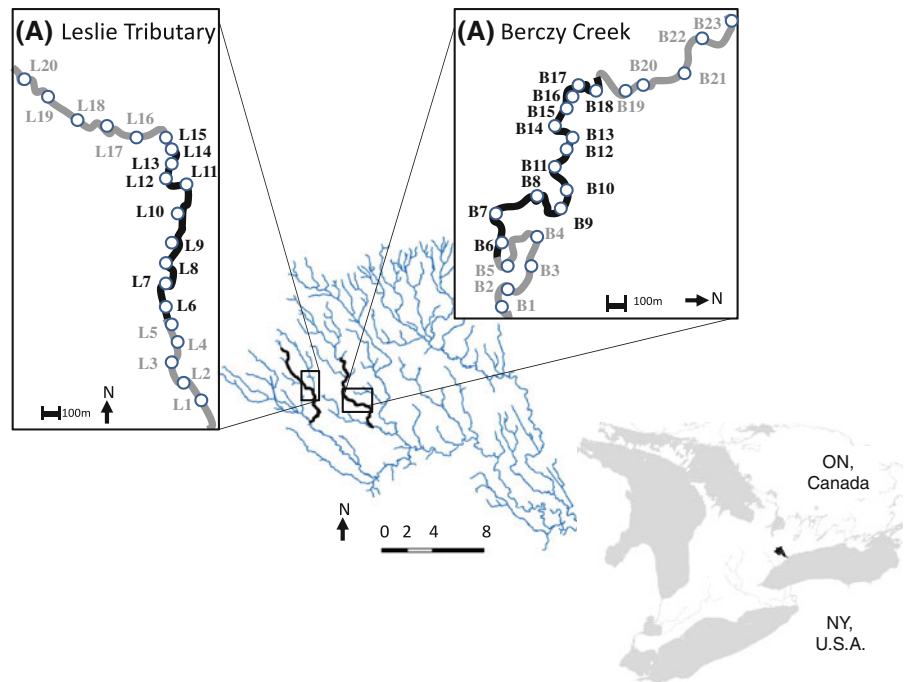 (A) Leslie Tributary
L20
L19
L18
L17
L16
L15
L14
L13
L12
L11
L10
L9
L8
L7
L6
L5
L4
L3
L2
L1
N
100m
(A) Berczy Creek
B23
B22
B21
B20
B19
B18
B17
B16
B15
B14
B13
B12
B11
B10
B9
B8
B7
B6
B5
B4
B3
B2
B1
100m
N
N
0 2 4 8
ON,
Canada
NY,
U.S.A.